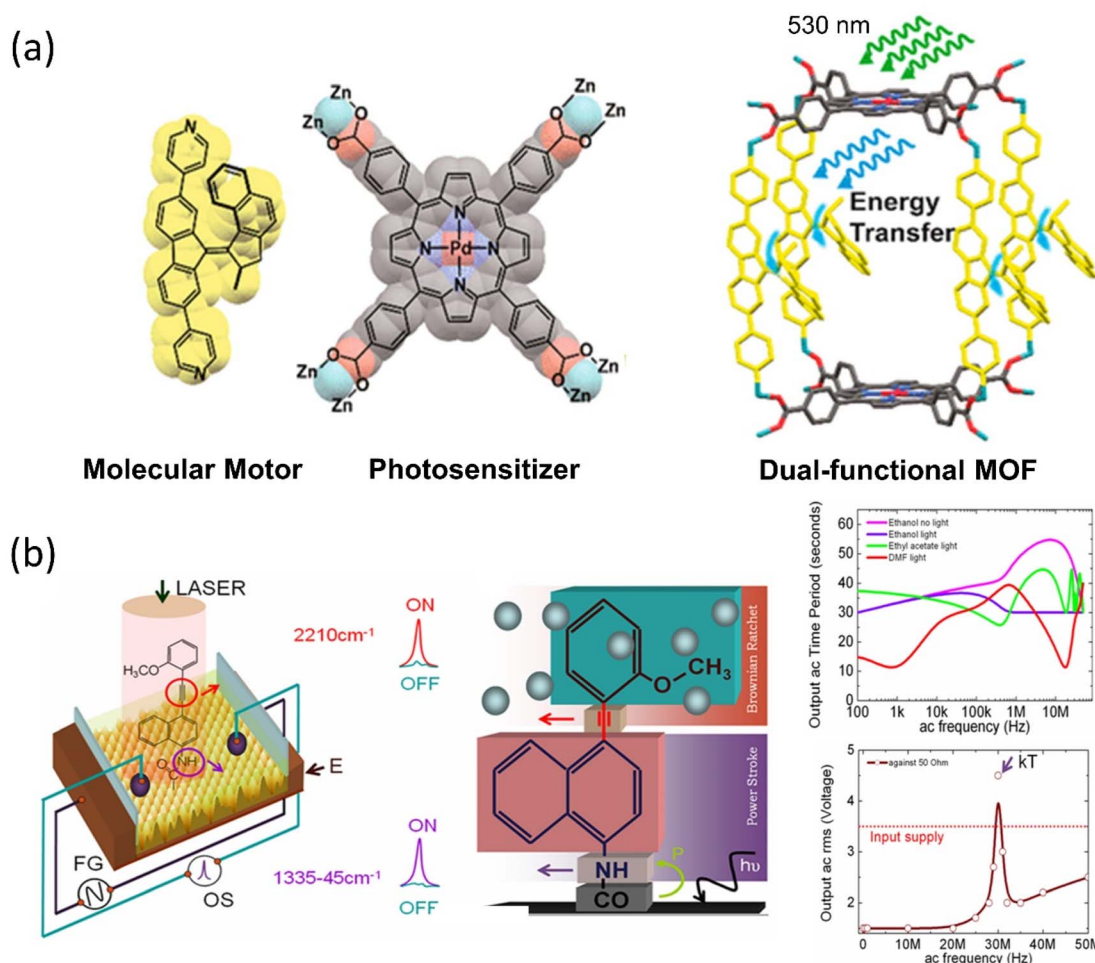 (a)
530 nm
Zn
Zn
Zn
Zn
O
O
O
O
N
N
N
N
Pd
N
N
O
O
O
O
Zn
Zn
Zn
Zn
Energy
Transfer
Molecular Motor
Photosensitizer
Dual-functional MOF
(b)
LASER
H₃CO
O
NH
C
E
FG
OS
2210cm⁻¹
ON
OFF
1335-45cm⁻¹
ON
OFF
O
CH₃
NH
CO
P
hυ
Brownian Ratchet
Power Stroke
Output ac Time Period (seconds)
60
50
40
30
20
10
Ethanol no light
Ethanol light
Ethyl acetate light
DMF light
100 1k 10k 100k 1M 10M
ac frequency (Hz)
Output ac rms (Voltage)
5
4
3
2
against 50 Ohm
kT
Input supply
0 10M 20M 30M 40M 50M
ac frequency (Hz)